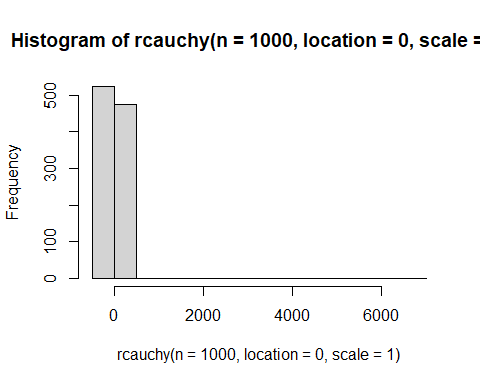 Histogram of rcauchy(n = 1000, location = 0, scale =
Frequency
500
300
100
0
0 2000 4000 6000
rcauchy(n = 1000, location = 0, scale = 1)